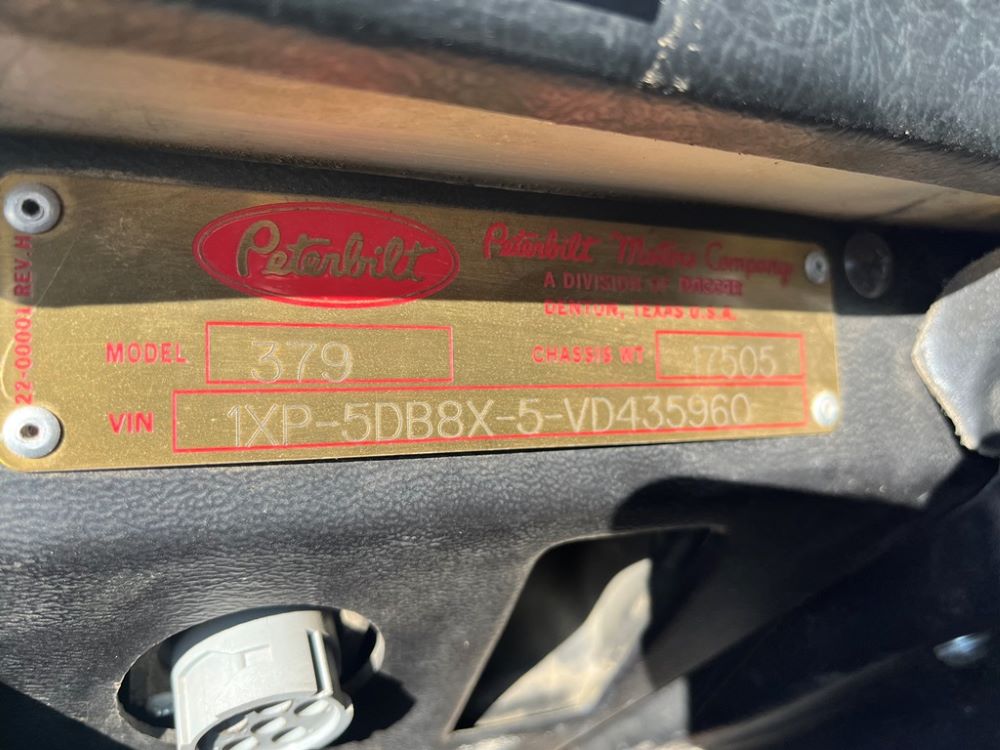 Peterbilt
Peterbilt Motors Company
A DIVISION OF PACCAR
DENTON, TEXAS U.S.A.
MODEL 379
CHASSIS WT 17505
VIN 1XP-5DB8X-5-VD435960
22-00001 REV. H